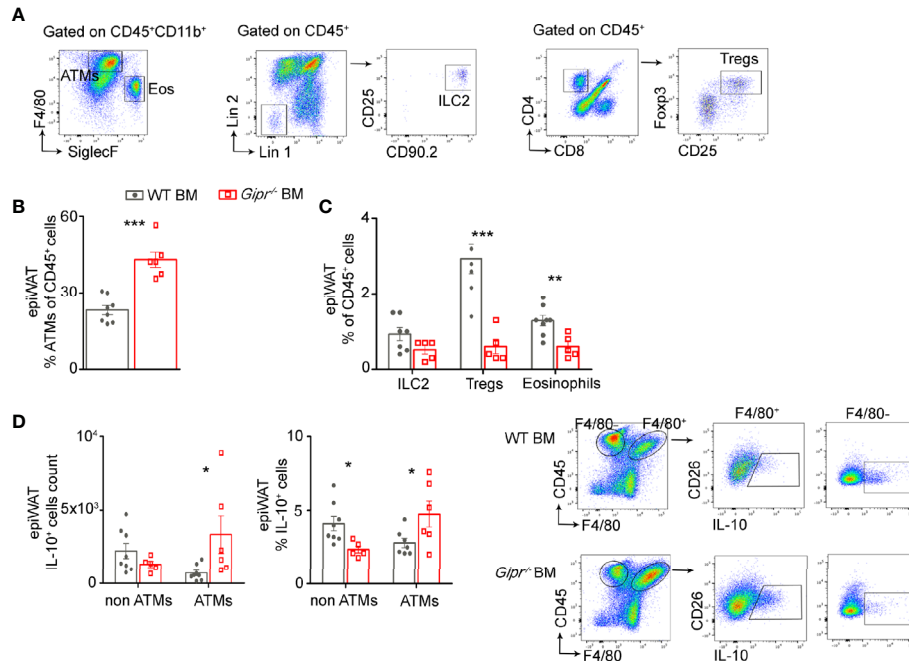 A
Gated on CD45⁺CD11b⁺
Gated on CD45⁺
Gated on CD45⁺
ATMs
Eos
F4/80
SiglecF
Lin 2
Lin 1
CD25
ILC2
CD90.2
CD4
CD8
Tregs
Foxp3
CD25
WT BM
Gipr⁻/⁻ BM
B
***
60
30
0
epiWAT
% ATMs of CD45⁺ cells
C
***
**
4
2
0
epiWAT
% of CD45⁺ cells
ILC2
Tregs
Eosinophils
D
10⁴
5×10³
0
epiWAT
IL-10⁺ cells count
*
non ATMs
ATMs
10
5
0
epiWAT
% IL-10⁺ cells
*
*
non ATMs
ATMs
WT BM
F4/80-
F4/80⁺
CD45
F4/80
F4/80⁺
F4/80-
CD26
IL-10
Gipr⁻/⁻ BM
CD45
F4/80
CD26
IL-10